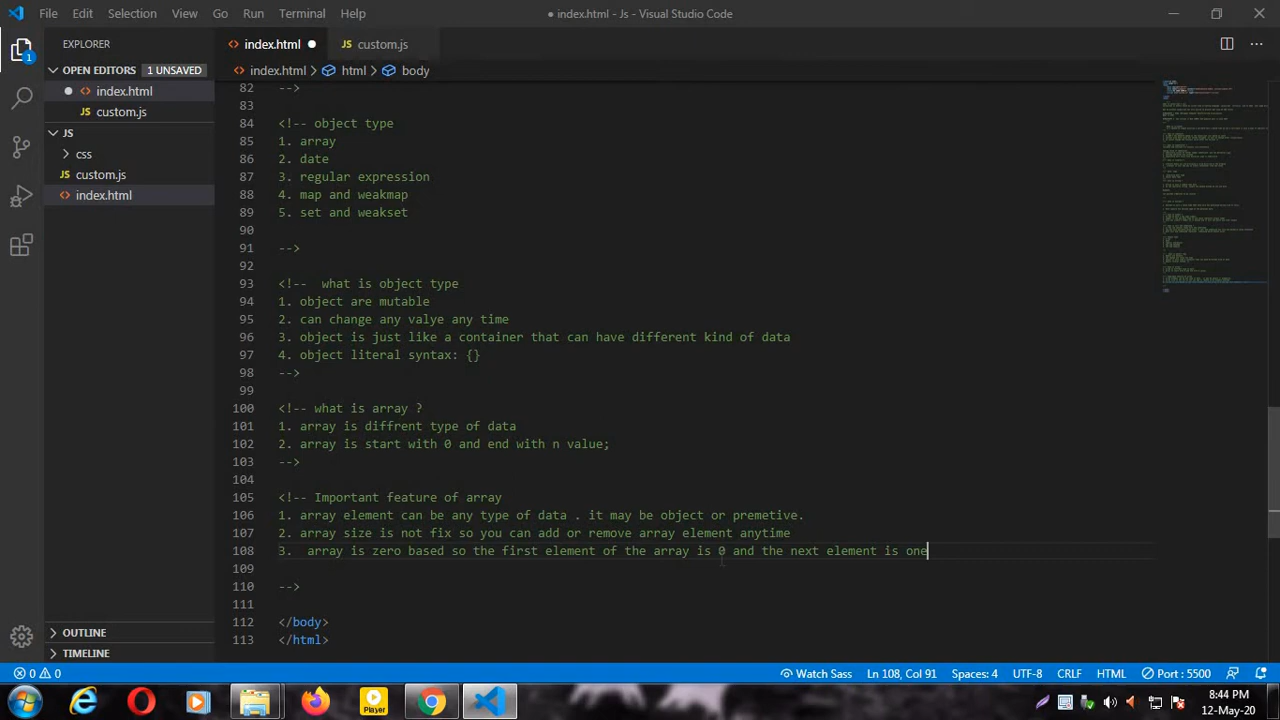 File Edit Selection View Go Run Terminal Help
● index.html - Js - Visual Studio Code
EXPLORER
index.html
custom.js
OPEN EDITORS
1 UNSAVED
index.html > html > body
index.html
custom.js
JS
css
custom.js
index.html
82 -->
83
84 <!-- object type
85 1. array
86 2. date
87 3. regular expression
88 4. map and weakmap
89 5. set and weakset
90
91 -->
92
93 <!--  what is object type
94 1. object are mutable
95 2. can change any valye any time
96 3. object is just like a container that can have different kind of data
97 4. object literal syntax: {}
98 -->
99
100 <!-- what is array ?
101 1. array is diffrent type of data
102 2. array is start with 0 and end with n value;
103 -->
104
105 <!-- Important feature of array
106 1. array element can be any type of data . it may be object or premetive.
107 2. array size is not fix so you can add or remove array element anytime
108 3.  array is zero based so the first element of the array is 0 and the next element is one
109
110 -->
111
112 </body>
113 </html>
OUTLINE
TIMELINE
0 0
Watch Sass
Ln 108, Col 91
Spaces: 4
UTF-8
CRLF
HTML
Port : 5500
1
Player
8:44 PM
12-May-20